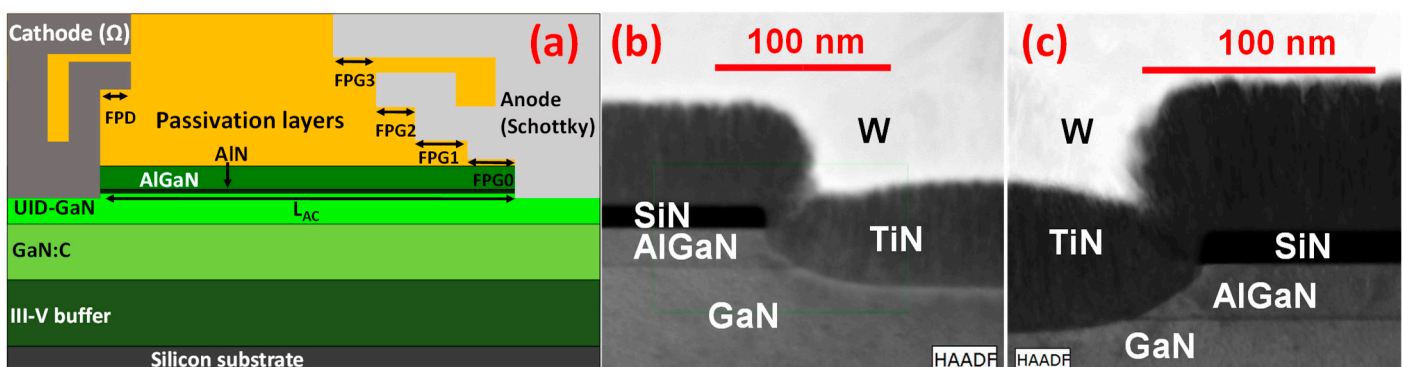 Cathode (Ω)
(a)
FPG3
FPD
Passivation layers
Anode
(Schottky)
FPG2
FPG1
AlN
AlGaN
FPG0
UID-GaN
LAC
GaN:C
III-V buffer
Silicon substrate
(b)
100 nm
W
SiN
AlGaN
TiN
GaN
HAADF
(c)
100 nm
W
TiN
SiN
AlGaN
GaN
HAADF